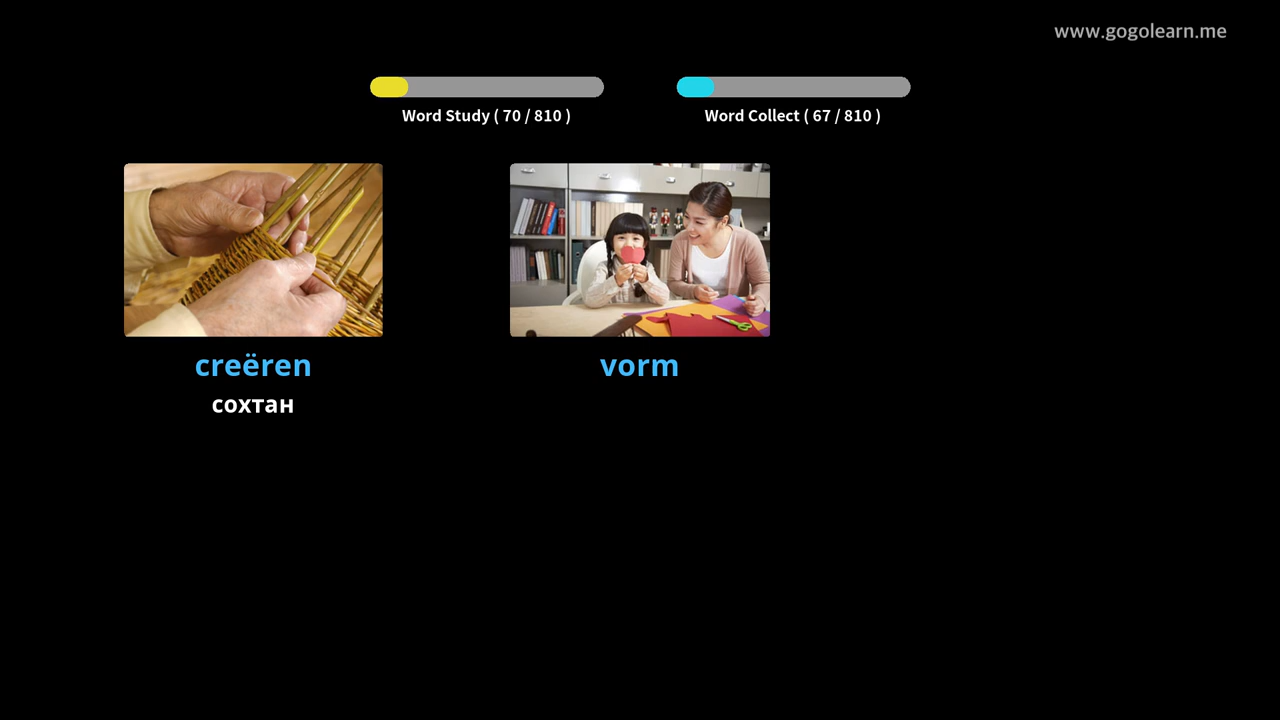 www.gogolearn.me
Word Study ( 70 / 810 )
Word Collect ( 67 / 810 )
creëren
vorm
сохтан